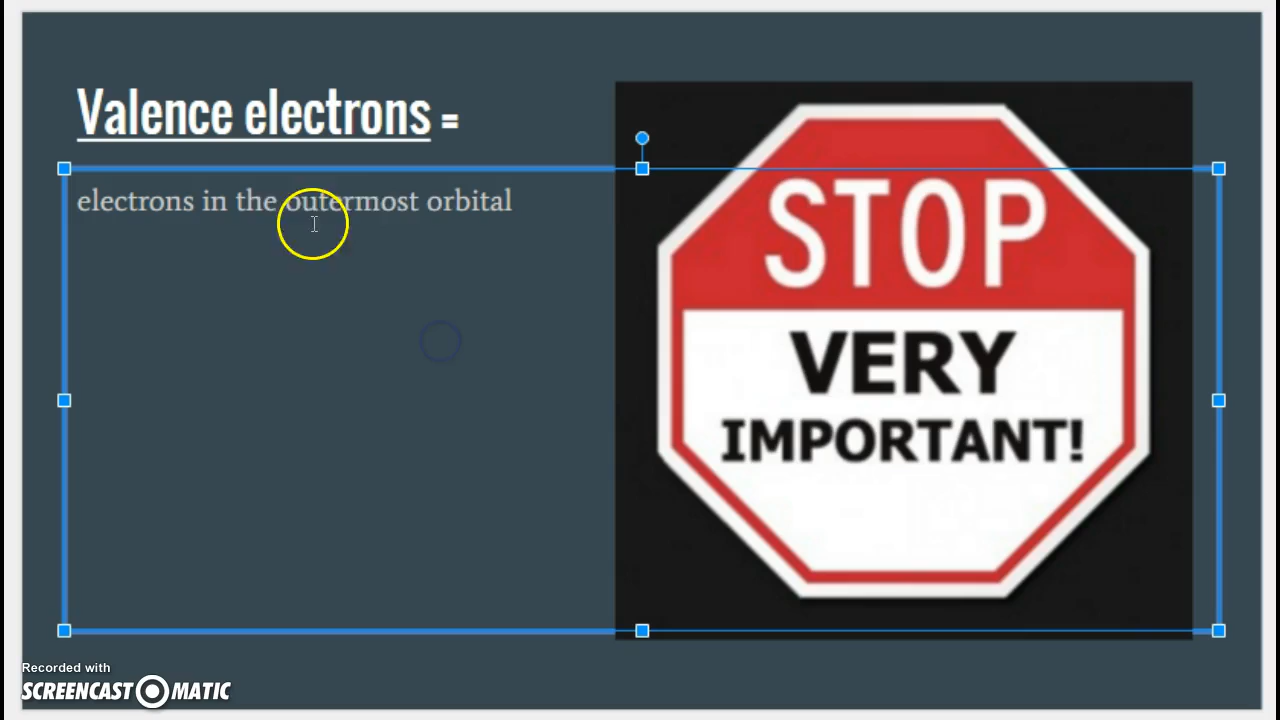 Valence electrons =
electrons in the outermost orbital
STOP
VERY
IMPORTANT!
Recorded with
SCREENCAST MATIC